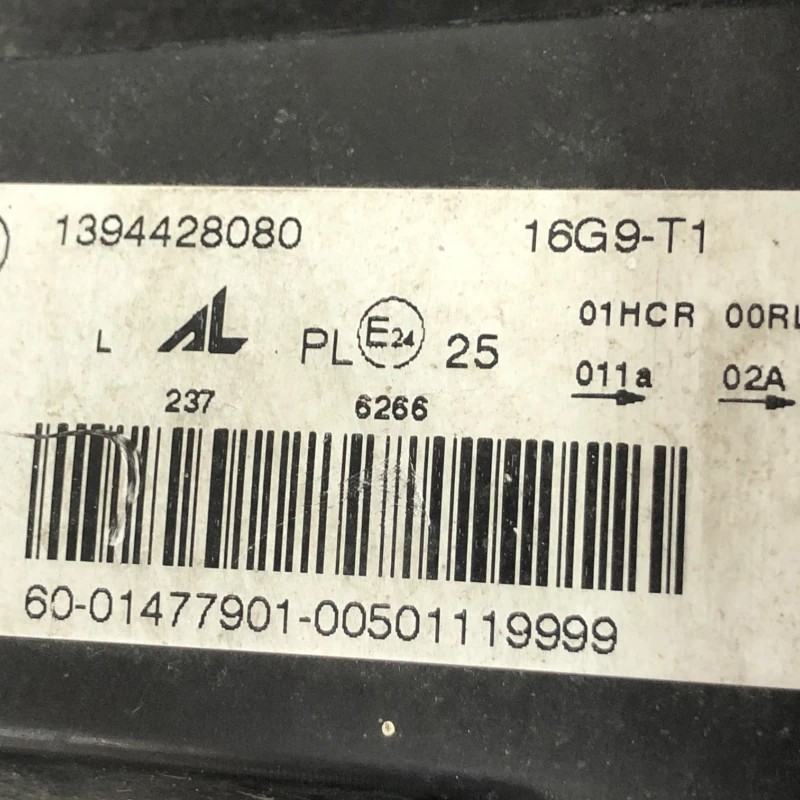 1394428080 16G9-T1
L AL PL E24 25 01HCR 00RL
011a 02A
237 6266
60-01477901-00501119999